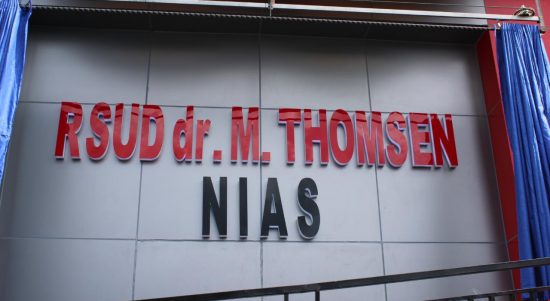 RSUD dr. M. THOMSEN
NIAS